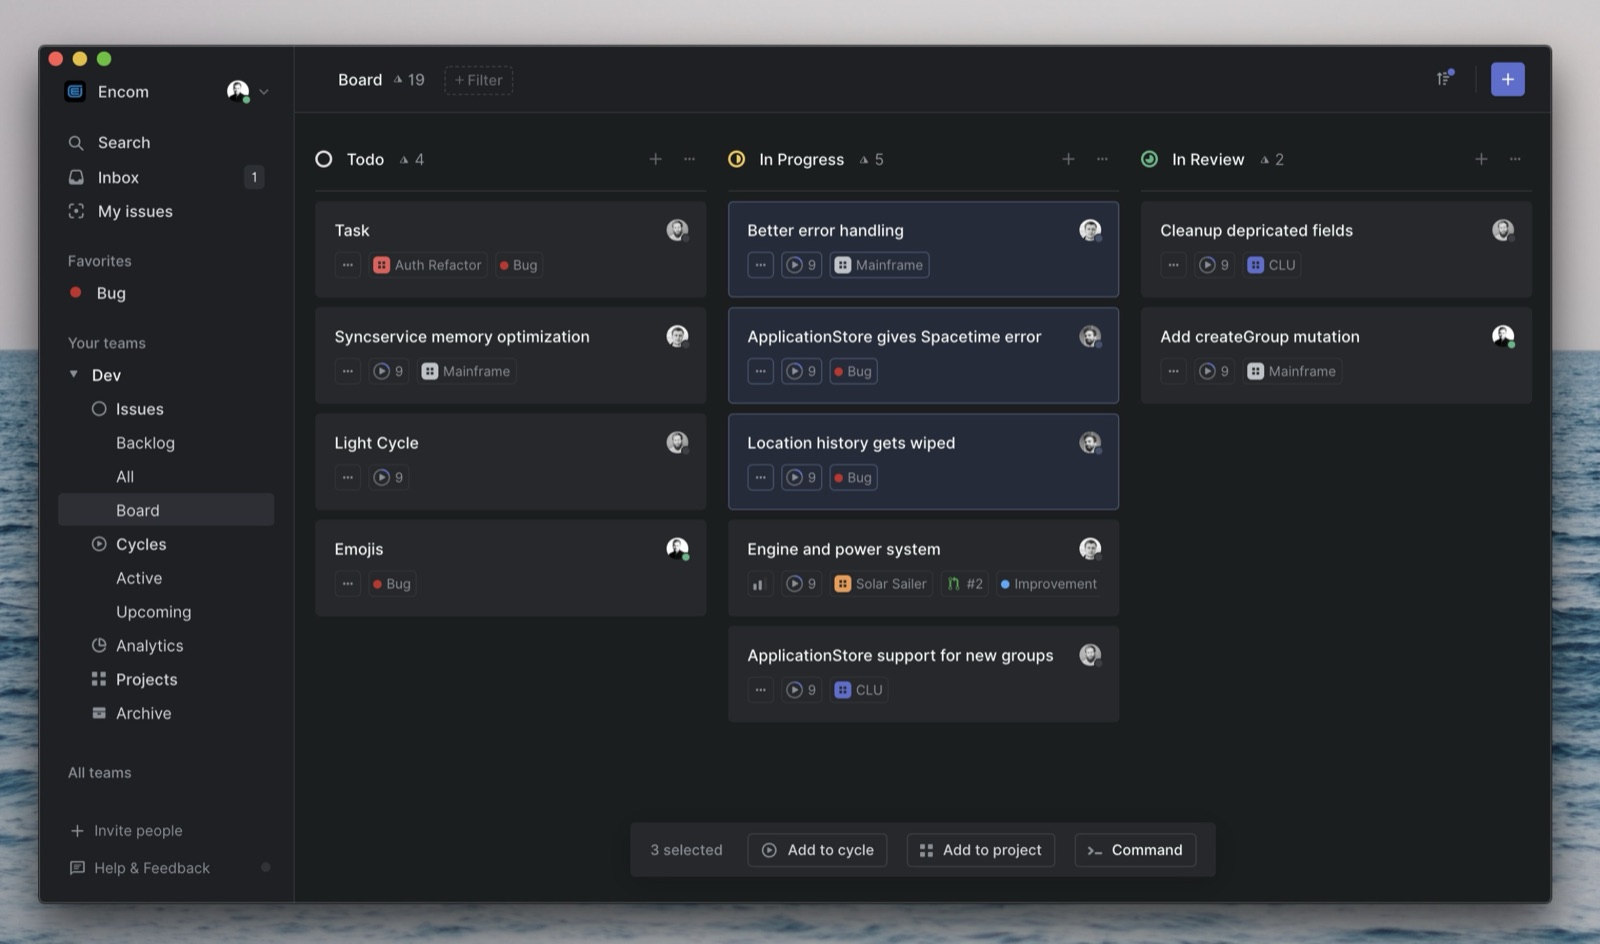 Encom
Search
Inbox 1
My issues
Favorites
Bug
Your teams
Dev
Issues
Backlog
All
Board
Cycles
Active
Upcoming
Analytics
Projects
Archive
All teams
+ Invite people
Help & Feedback
Board 19 + Filter
Todo 4
Task
Auth Refactor Bug
Syncservice memory optimization
9 Mainframe
Light Cycle
9
Emojis
Bug
In Progress 5
Better error handling
9 Mainframe
ApplicationStore gives Spacetime error
9 Bug
Location history gets wiped
9 Bug
Engine and power system
9 Solar Sailer #2 Improvement
ApplicationStore support for new groups
9 CLU
In Review 2
Cleanup depricated fields
9 CLU
Add createGroup mutation
9 Mainframe
3 selected Add to cycle Add to project Command